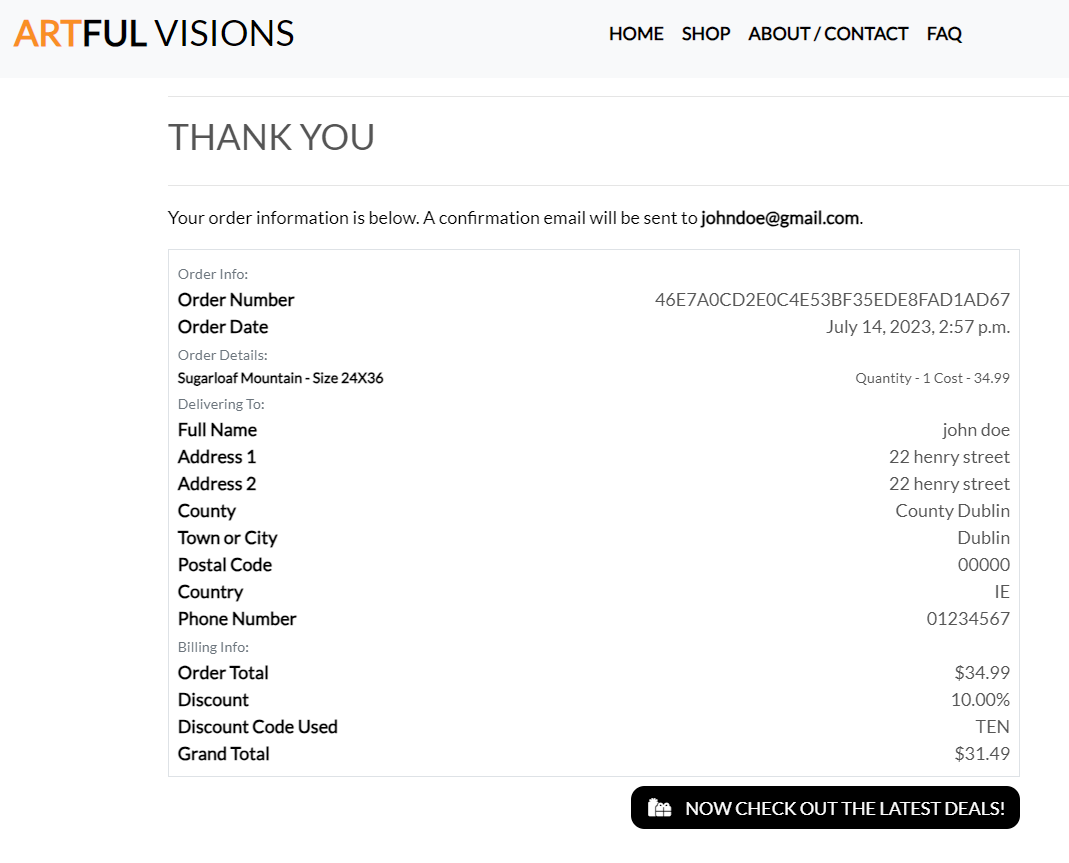 ARTFUL VISIONS HOME SHOP ABOUT / CONTACT FAQ
THANK YOU
Your order information is below. A confirmation email will be sent to johndoe@gmail.com.
Order Info:
Order Number 46E7A0CD2E0C4E53BF35EDE8FAD1AD67
Order Date July 14, 2023, 2:57 p.m.
Order Details:
Sugarloaf Mountain - Size 24X36 Quantity - 1 Cost - 34.99
Delivering To:
Full Name john doe
Address 1 22 henry street
Address 2 22 henry street
County County Dublin
Town or City Dublin
Postal Code 00000
Country IE
Phone Number 01234567
Billing Info:
Order Total $34.99
Discount 10.00%
Discount Code Used TEN
Grand Total $31.49
NOW CHECK OUT THE LATEST DEALS!